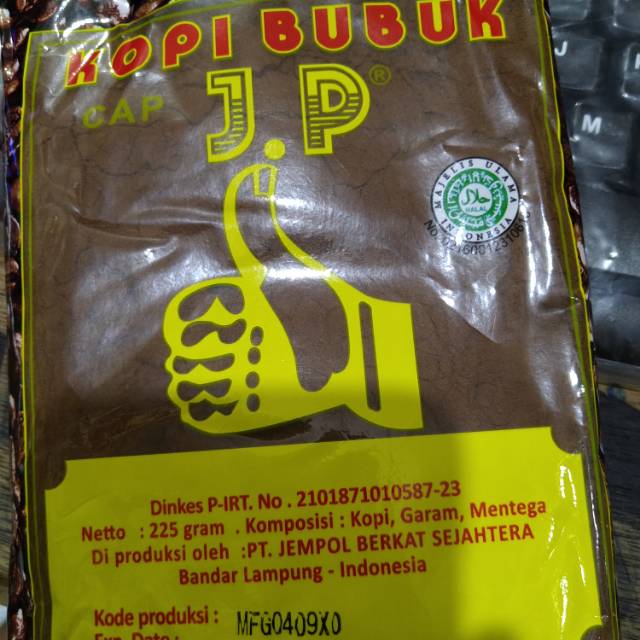 KOPI BUBUK
CAP J.P®
MAJELIS ULAMA
HALAL
INDONESIA
Dinkes P-IRT. No . 2101871010587-23
Netto : 225 gram . Komposisi : Kopi, Garam, Mentega
Di produksi oleh :PT. JEMPOL BERKAT SEJAHTERA
Bandar Lampung - Indonesia
Kode produksi : MFG0409X0
J
M